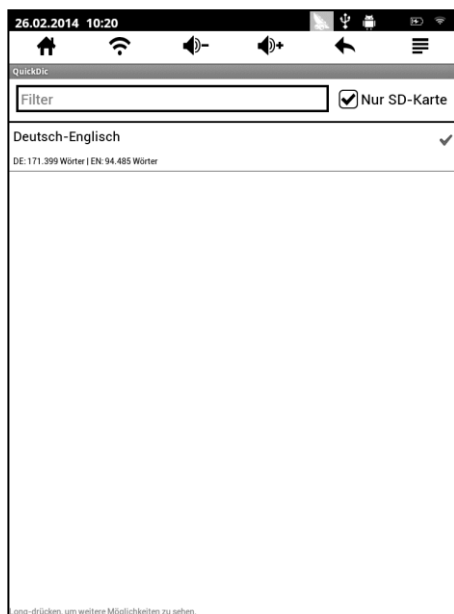 26.02.2014 10:20
QuickDic
Filter
Nur SD-Karte
Deutsch-Englisch
DE: 171.399 Wörter | EN: 94.485 Wörter
Long-drücken, um weitere Möglichkeiten zu sehen.